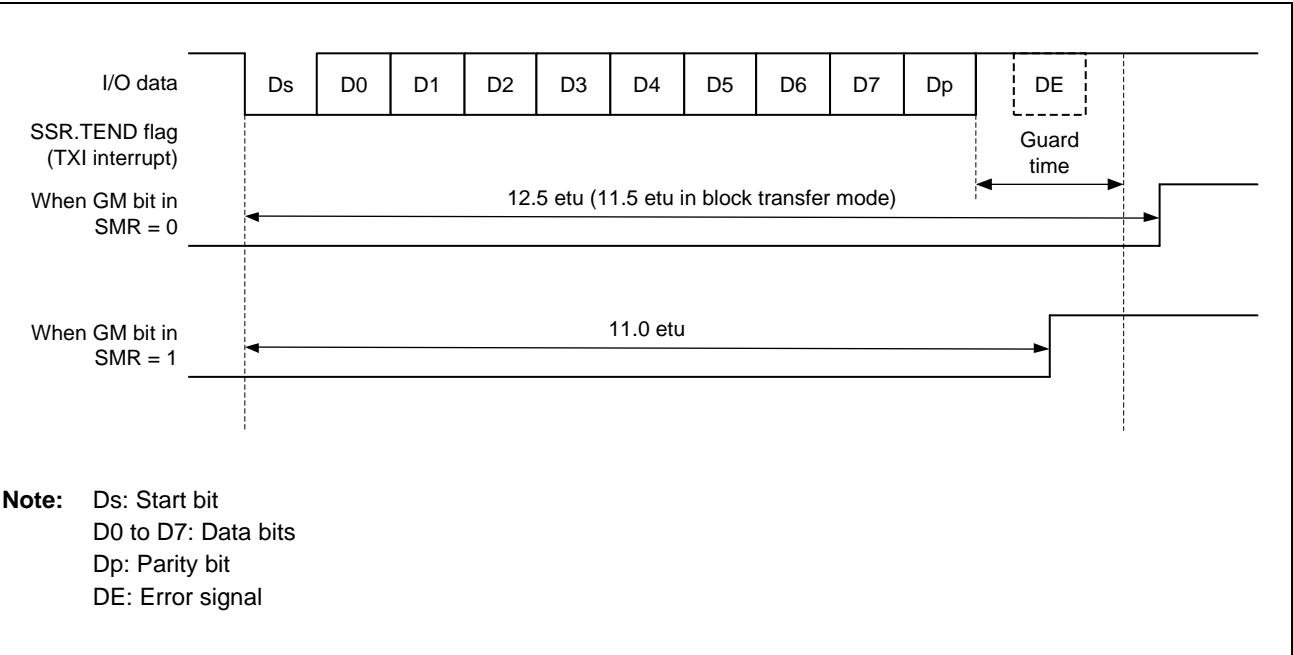 I/O data
Ds D0 D1 D2 D3 D4 D5 D6 D7 Dp DE
SSR.TEND flag
(TXI interrupt)
Guard
time
When GM bit in
SMR = 0
12.5 etu (11.5 etu in block transfer mode)
When GM bit in
SMR = 1
11.0 etu
Note: Ds: Start bit
D0 to D7: Data bits
Dp: Parity bit
DE: Error signal